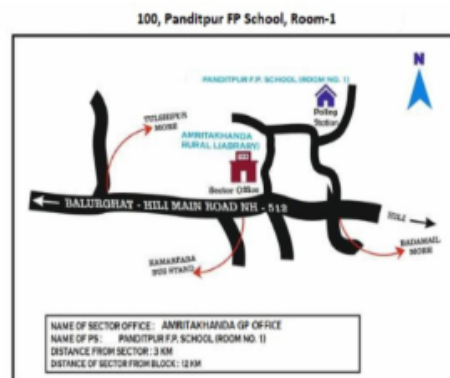 100, Panditpur FP School, Room-1
N
PANDITPUR F.P. SCHOOL (ROOM NO. 1)
Polling
Station
TULSHIPUR
MORE
AMRITAKHANDA
RURAL L(IABRARY)
Sector Office
BALURGHAT - HILI MAIN ROAD NH - 512
HILI
KAMARPARA
BUS STAND
BADAMAIL
MORE
NAME OF SECTOR OFFICE : AMRITAKHANDA GP OFFICE
NAME OF PS : PANDITPUR F.P. SCHOOL (ROOM NO. 1)
DISTANCE FROM SECTOR : 3 KM
DISTANCE OF SECTOR FROM BLOCK : 12 KM